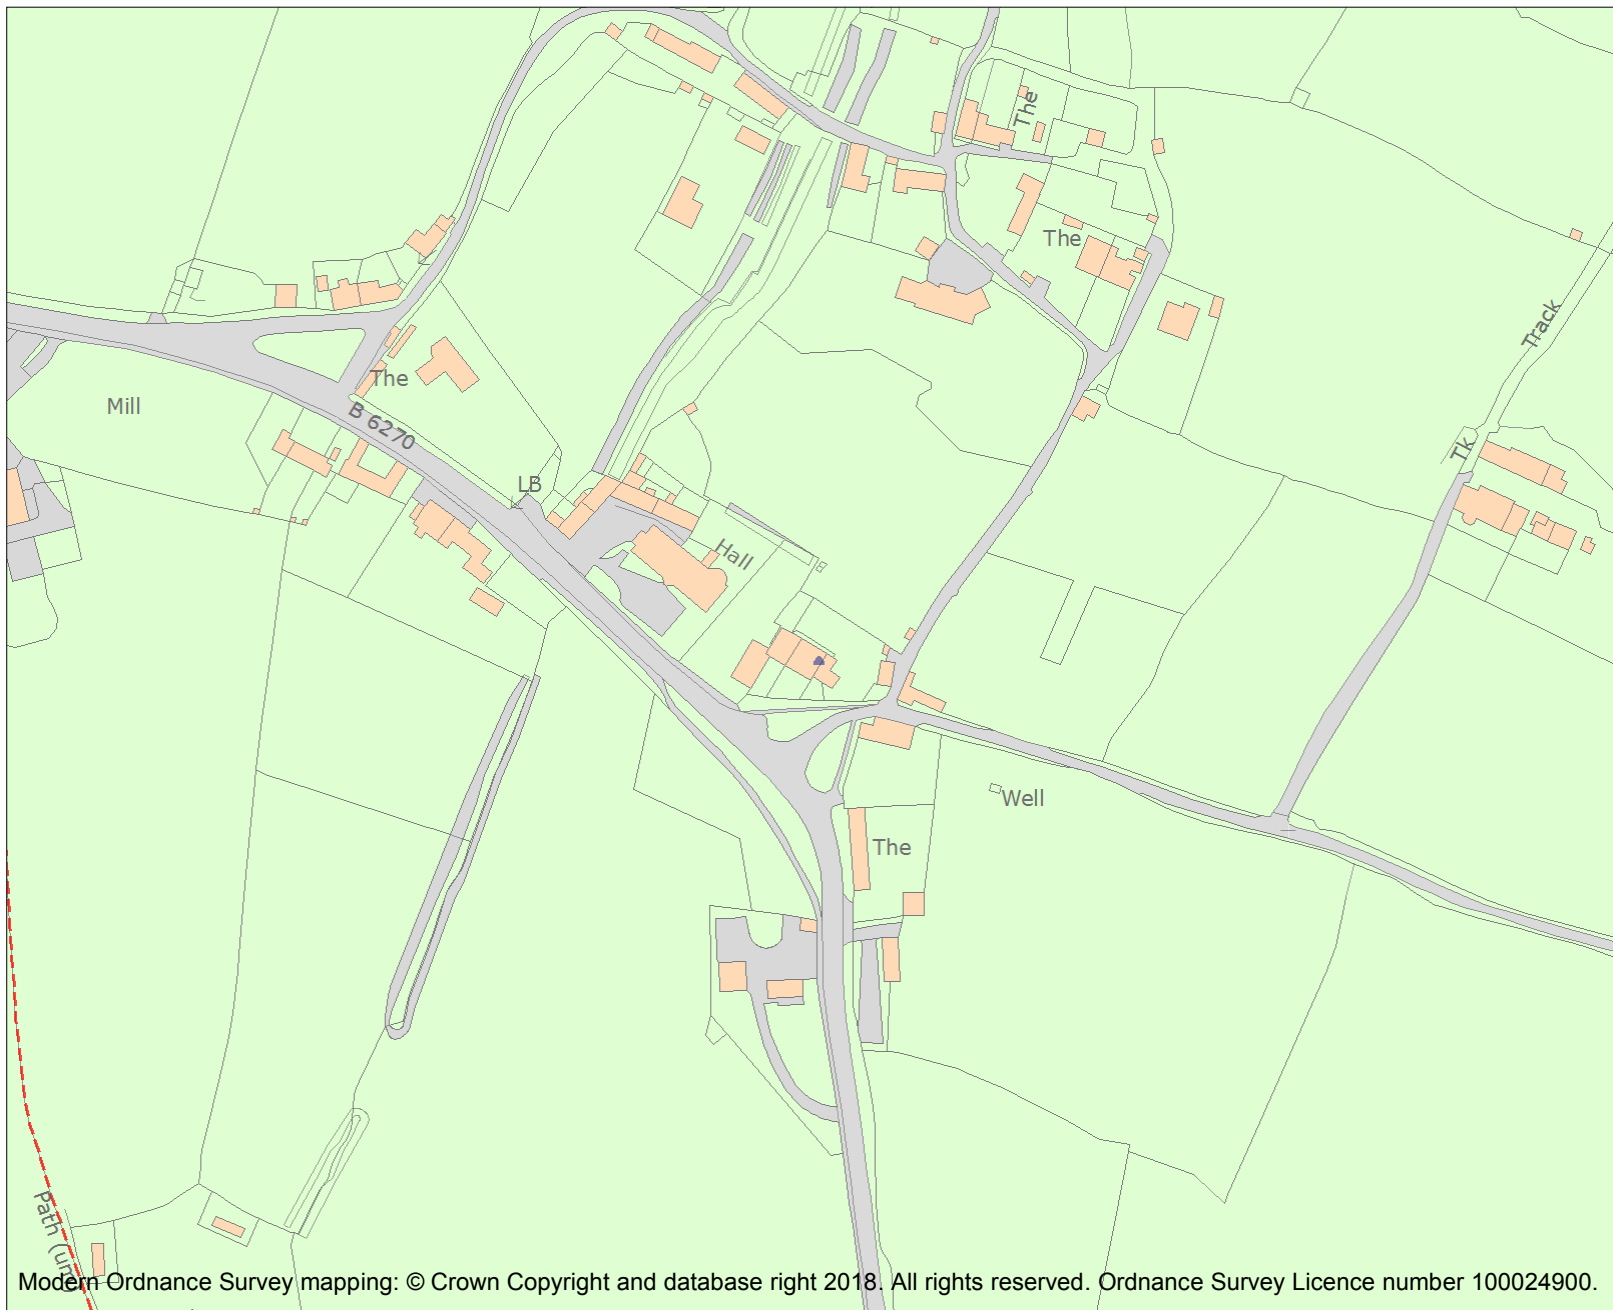 The
The
Track
The
Mill
B 6270
Tk
LB
Hall
Well
The
Path (um)
Modern Ordnance Survey mapping: © Crown Copyright and database right 2018. All rights reserved. Ordnance Survey Licence number 100024900.